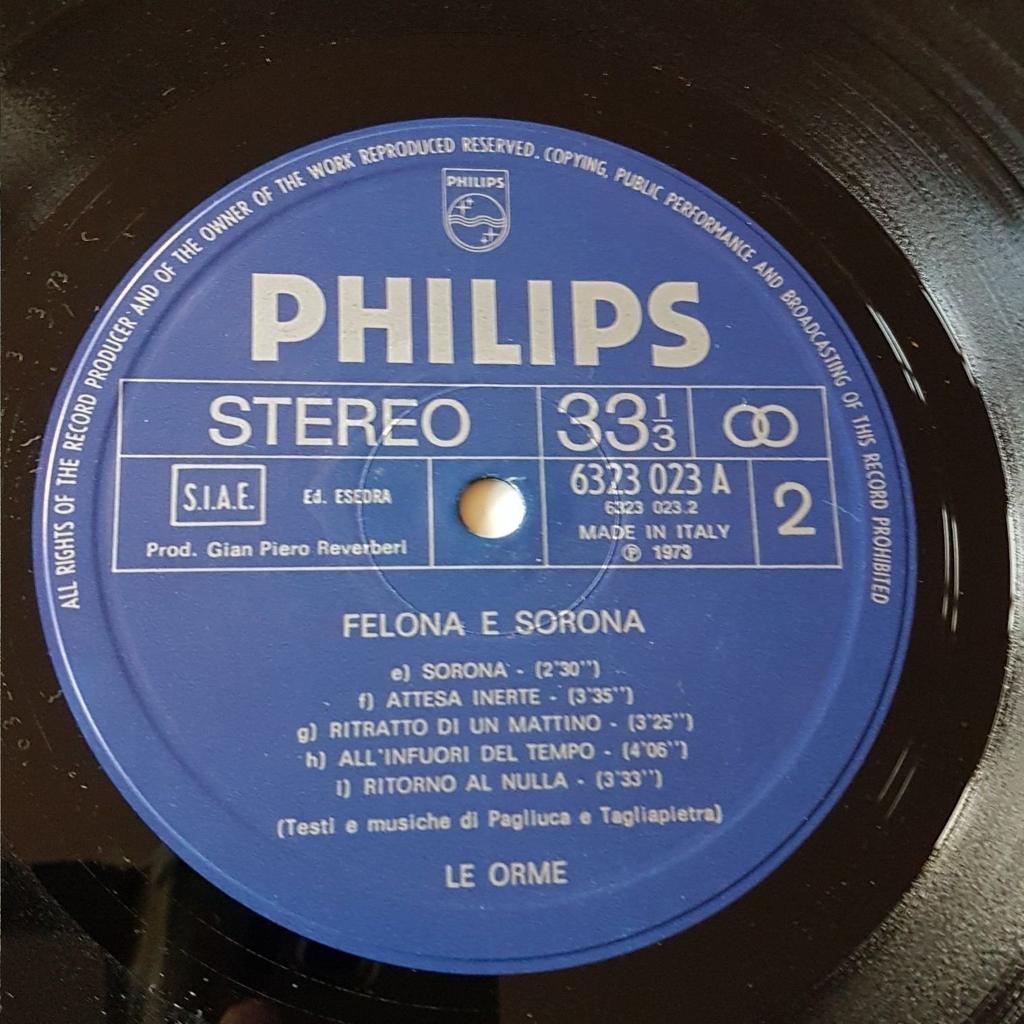 ALL RIGHTS OF THE RECORD PRODUCER AND OF THE OWNER OF THE WORK REPRODUCED RESERVED. COPYING, PUBLIC PERFORMANCE AND BROADCASTING OF THIS RECORD PROHIBITED
PHILIPS
PHILIPS
STEREO 33 1/3
S.I.A.E. Ed. ESEDRA 6323 023 A 2
6323 023.2
Prod. Gian Piero Reverberi MADE IN ITALY
℗ 1973
FELONA E SORONA
e) SORONA - (2'30'')
f) ATTESA INERTE - (3'35'')
g) RITRATTO DI UN MATTINO - (3'25'')
h) ALL'INFUORI DEL TEMPO - (4'06'')
i) RITORNO AL NULLA - (3'33'')
(Testi e musiche di Pagliuca e Tagliapietra)
LE ORME